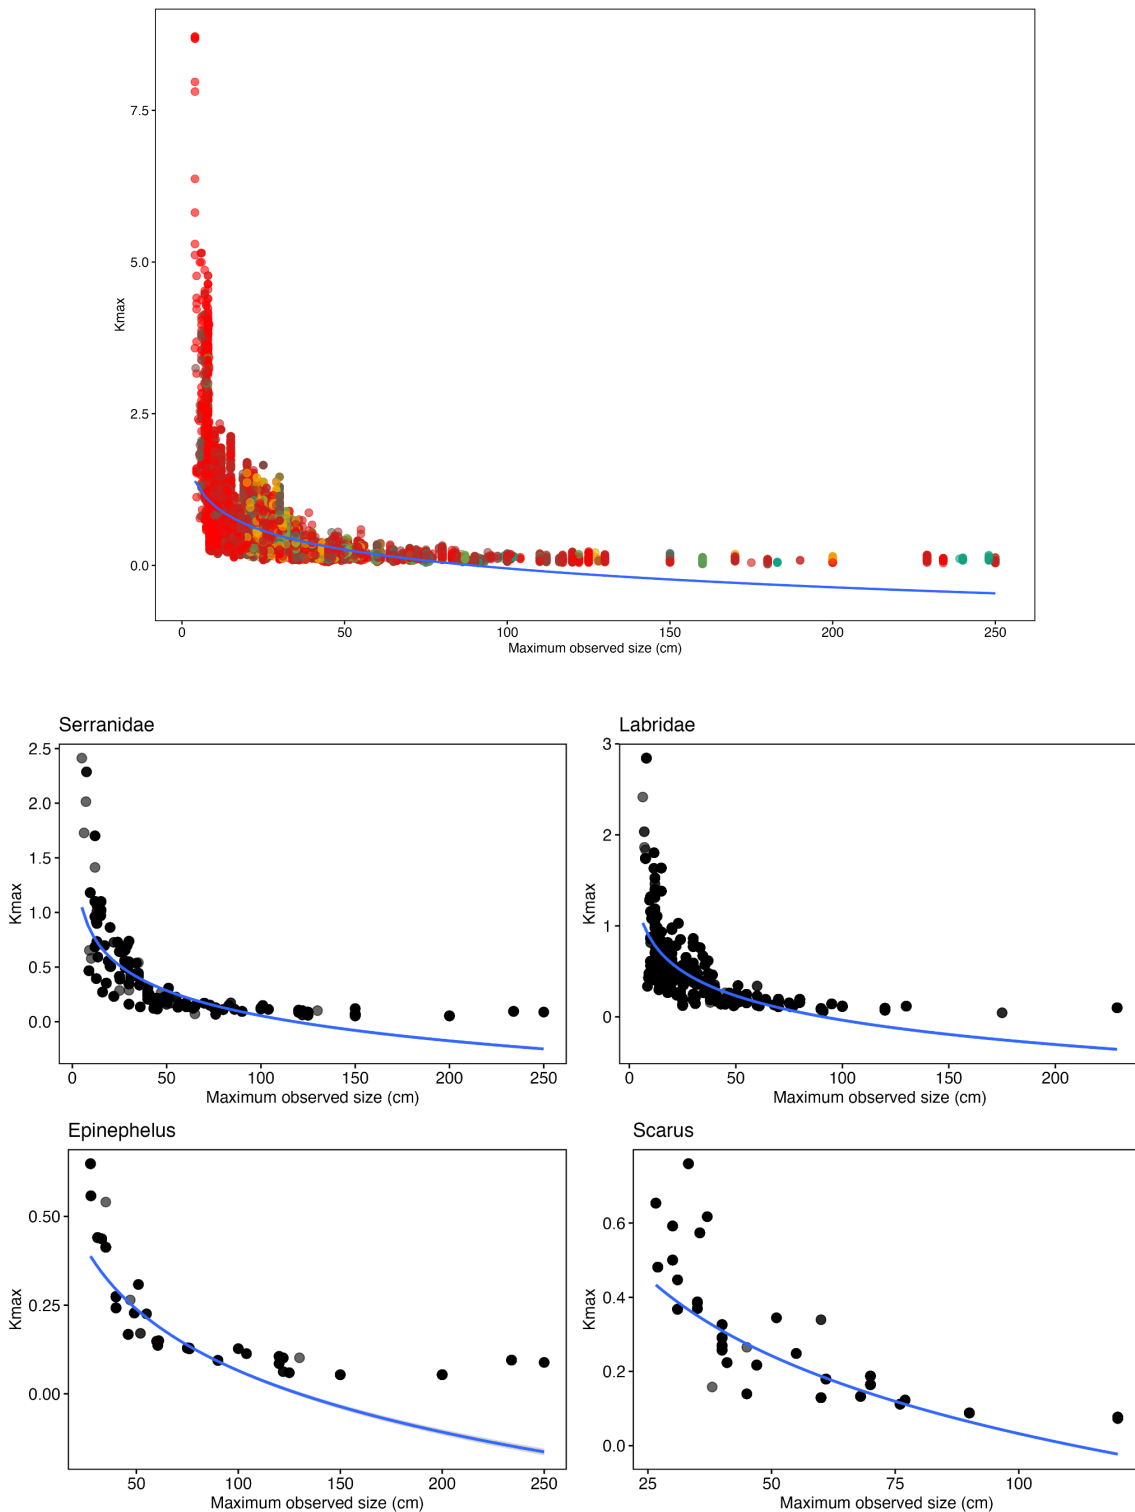 Kmax
7.5
5.0
2.5
0.0
0 50 100 150 200 250
Maximum observed size (cm)
Serranidae
Kmax
2.5
2.0
1.5
1.0
0.5
0.0
0 50 100 150 200 250
Maximum observed size (cm)
Labridae
Kmax
3
2
1
0
0 50 100 150 200
Maximum observed size (cm)
Epinephelus
Kmax
0.50
0.25
0.00
50 100 150 200 250
Maximum observed size (cm)
Scarus
Kmax
0.6
0.4
0.2
0.0
25 50 75 100
Maximum observed size (cm)